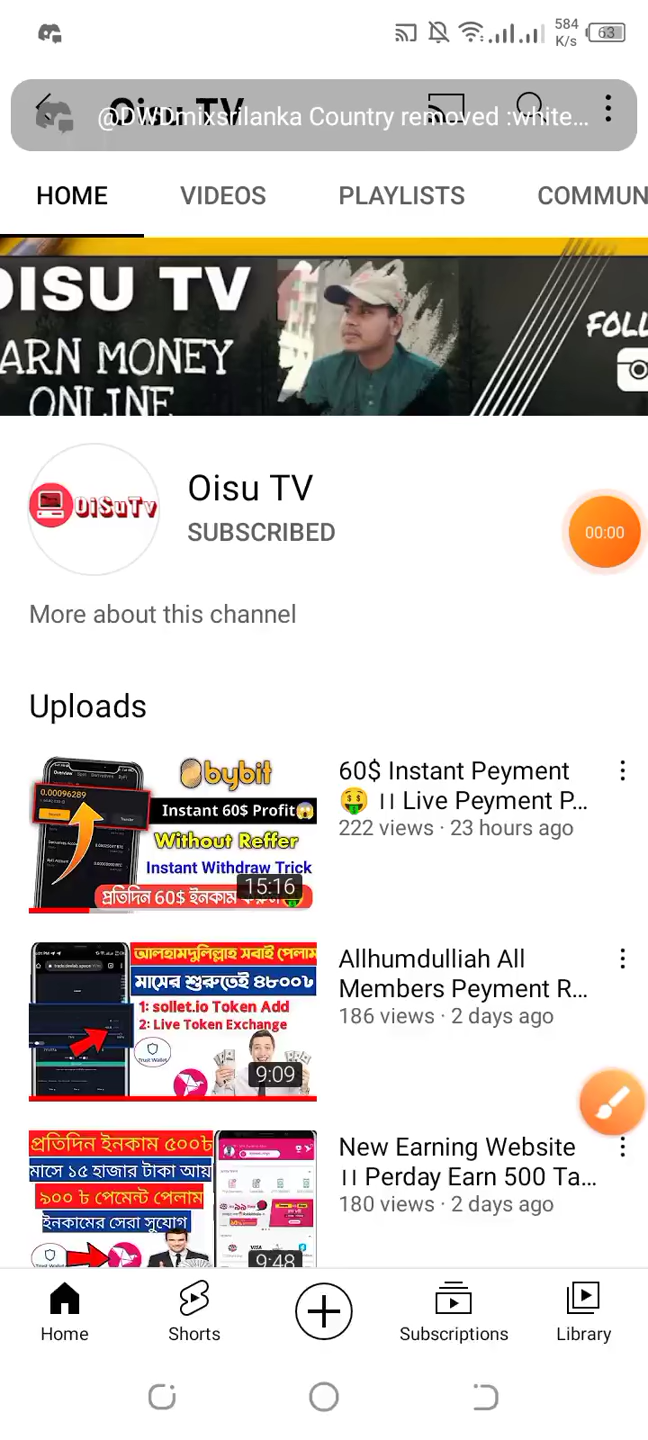 584
K/s
63
Oisu TV
@DWDmixsrilanka Country removed :white...
HOME
VIDEOS
PLAYLISTS
COMMUN
OISU TV
ARN MONEY
ONLINE
FOLL
OiSuTv
Oisu TV
SUBSCRIBED
00:00
More about this channel
Uploads
0.00096289
bybit
Instant 60$ Profit😱
Without Reffer
Instant Withdraw Trick
15:16
প্রতিদিন 60$ ইনকাম
60$ Instant Peyment
🤑 ।। Live Peyment P...
222 views · 23 hours ago
আলহামদুলিল্লাহ সবাই পেলাম
মাসের শুরুতেই ৪৮০০৳
1: sollet.io Token Add
2: Live Token Exchange
9:09
Allhumdulliah All
Members Peyment R...
186 views · 2 days ago
প্রতিদিন ইনকাম ৫০০৳
মাসে ১৫ হাজার টাকা আয়
৯০০ ৳ পেমেন্ট পেলাম
ইনকামের সেরা সুযোগ
9:48
New Earning Website
।। Perday Earn 500 Ta...
180 views · 2 days ago
Home
Shorts
Subscriptions
Library